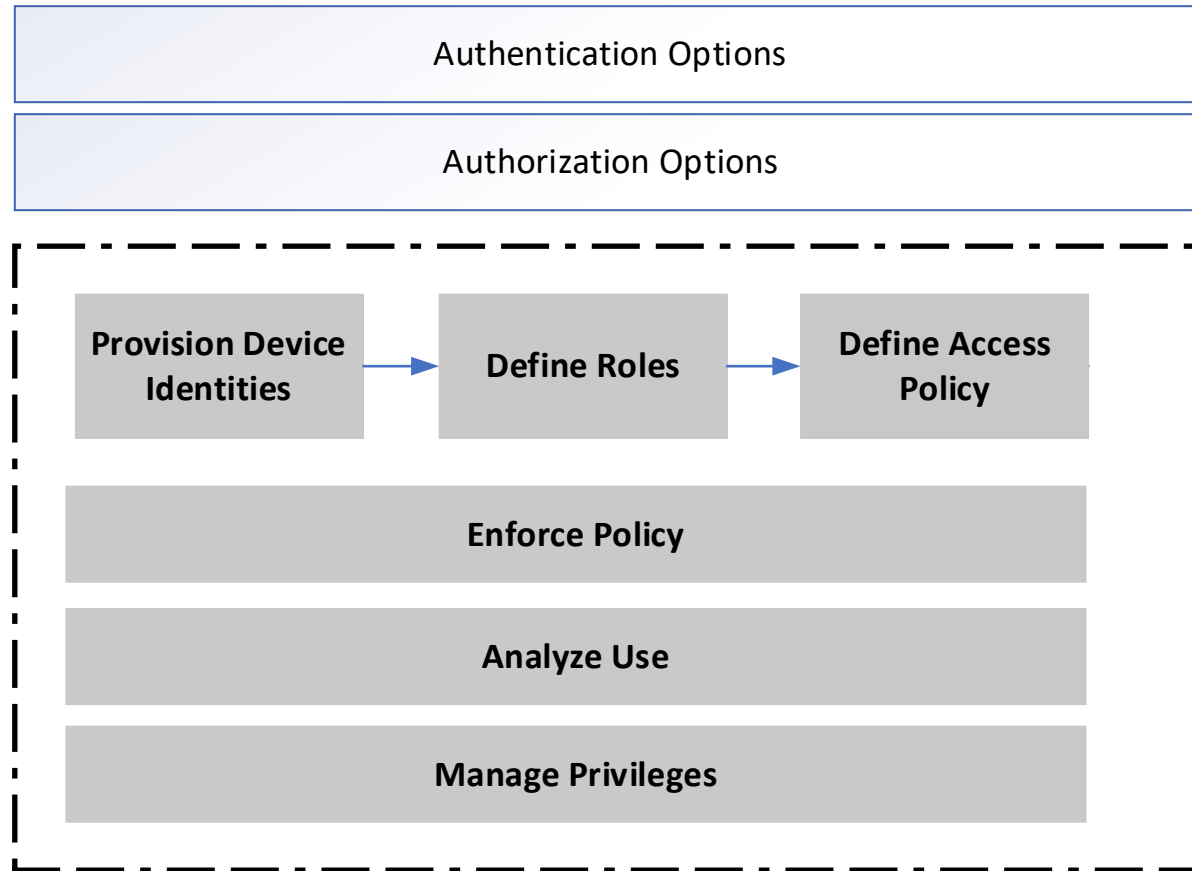 Authentication Options
Authorization Options
Provision Device
Identities
Define Roles
Define Access
Policy
Enforce Policy
Analyze Use
Manage Privileges